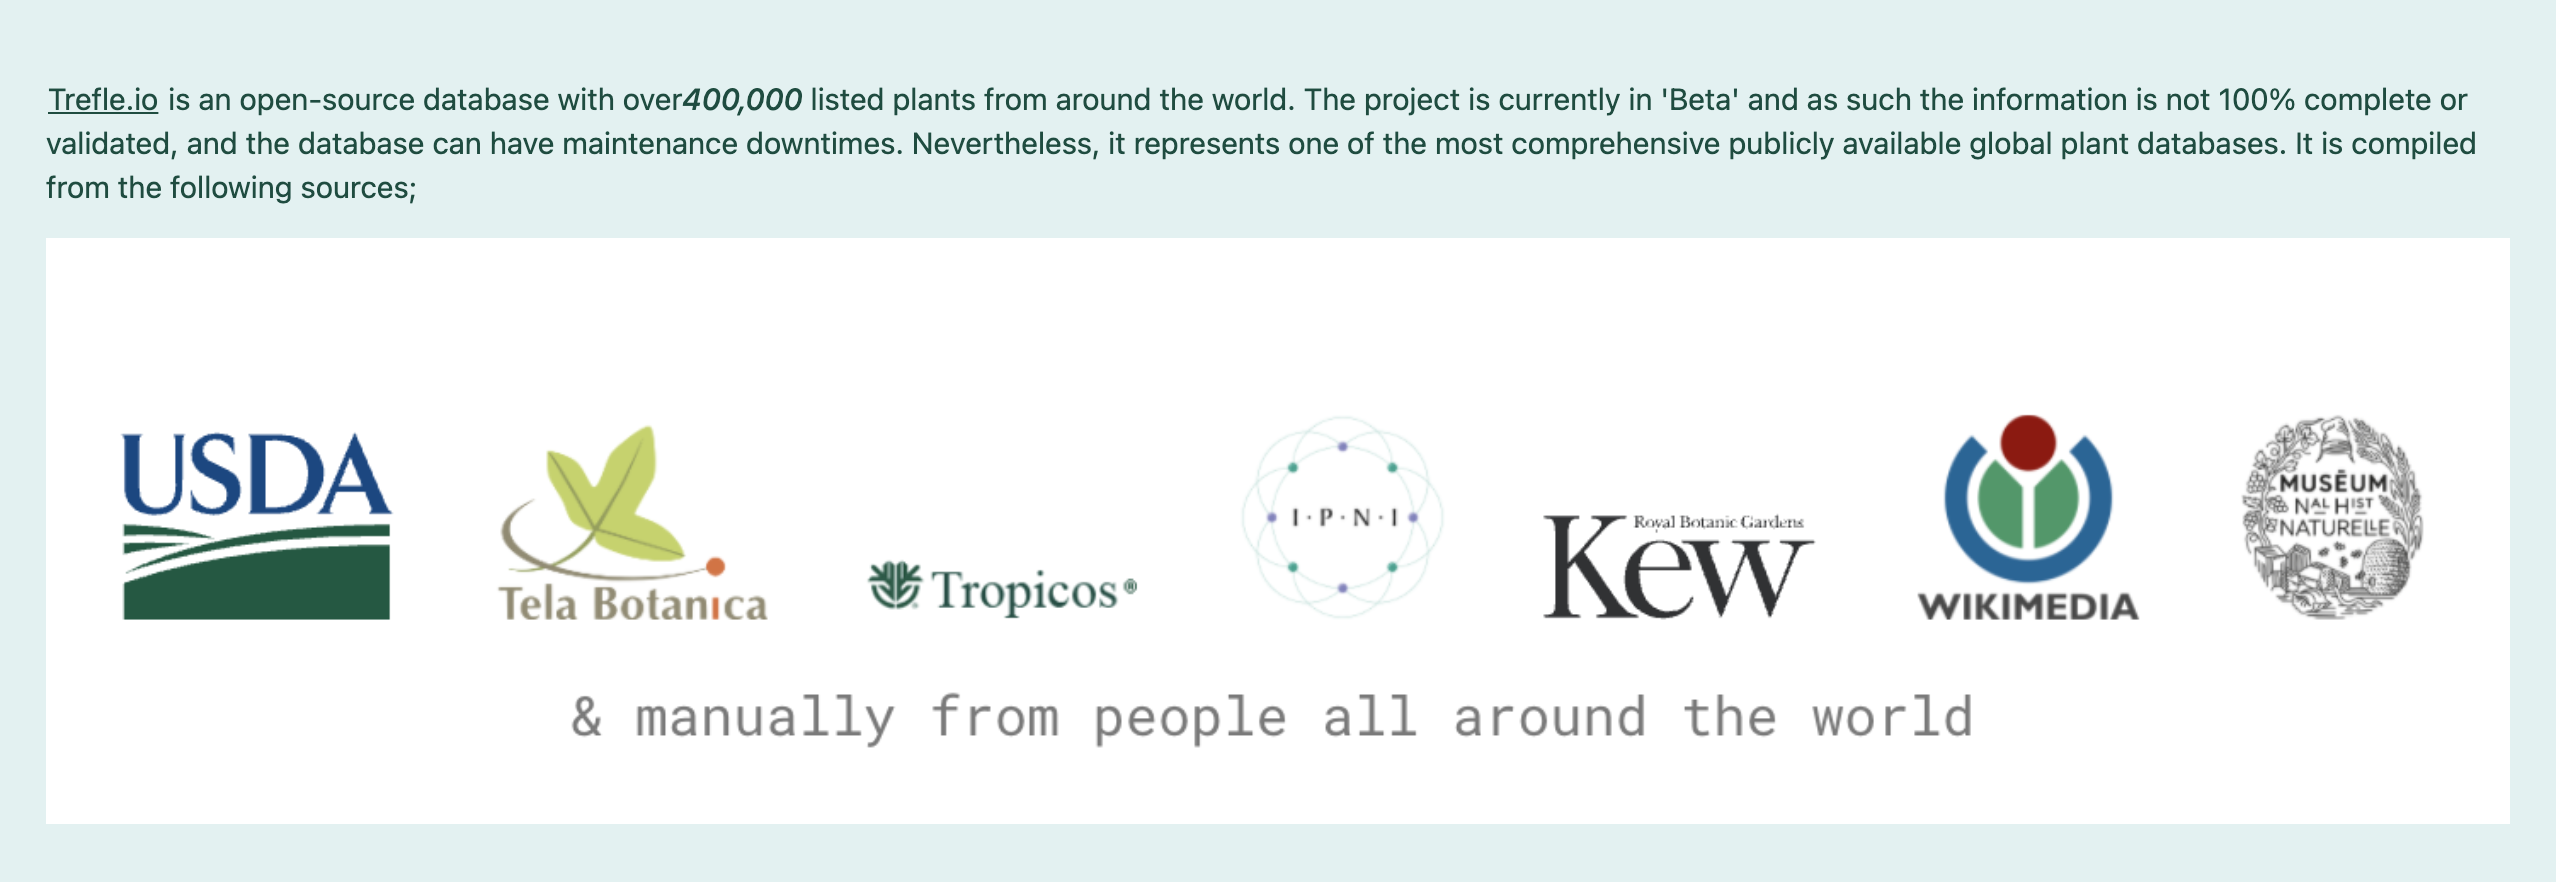 Trefle.io is an open-source database with over400,000 listed plants from around the world. The project is currently in 'Beta' and as such the information is not 100% complete or
validated, and the database can have maintenance downtimes. Nevertheless, it represents one of the most comprehensive publicly available global plant databases. It is compiled
from the following sources;
USDA
Tela Botanica
Tropicos®
I·P·N·I
Royal Botanic Gardens
Kew
WIKIMEDIA
MUSĒUM
NAL HIST
NATURELLE
& manually from people all around the world